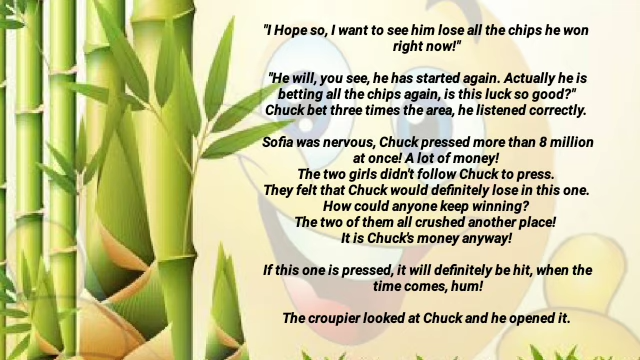 "I Hope so, I want to see him lose all the chips he won
right now!"
"He will, you see, he has started again. Actually he is
betting all the chips again, is this luck so good?"
Chuck bet three times the area, he listened correctly.
Sofia was nervous, Chuck pressed more than 8 million
at once! A lot of money!
The two girls didn't follow Chuck to press.
They felt that Chuck would definitely lose in this one.
How could anyone keep winning?
The two of them all crushed another place!
It is Chuck's money anyway!
If this one is pressed, it will definitely be hit, when the
time comes, hum!
The croupier looked at Chuck and he opened it.